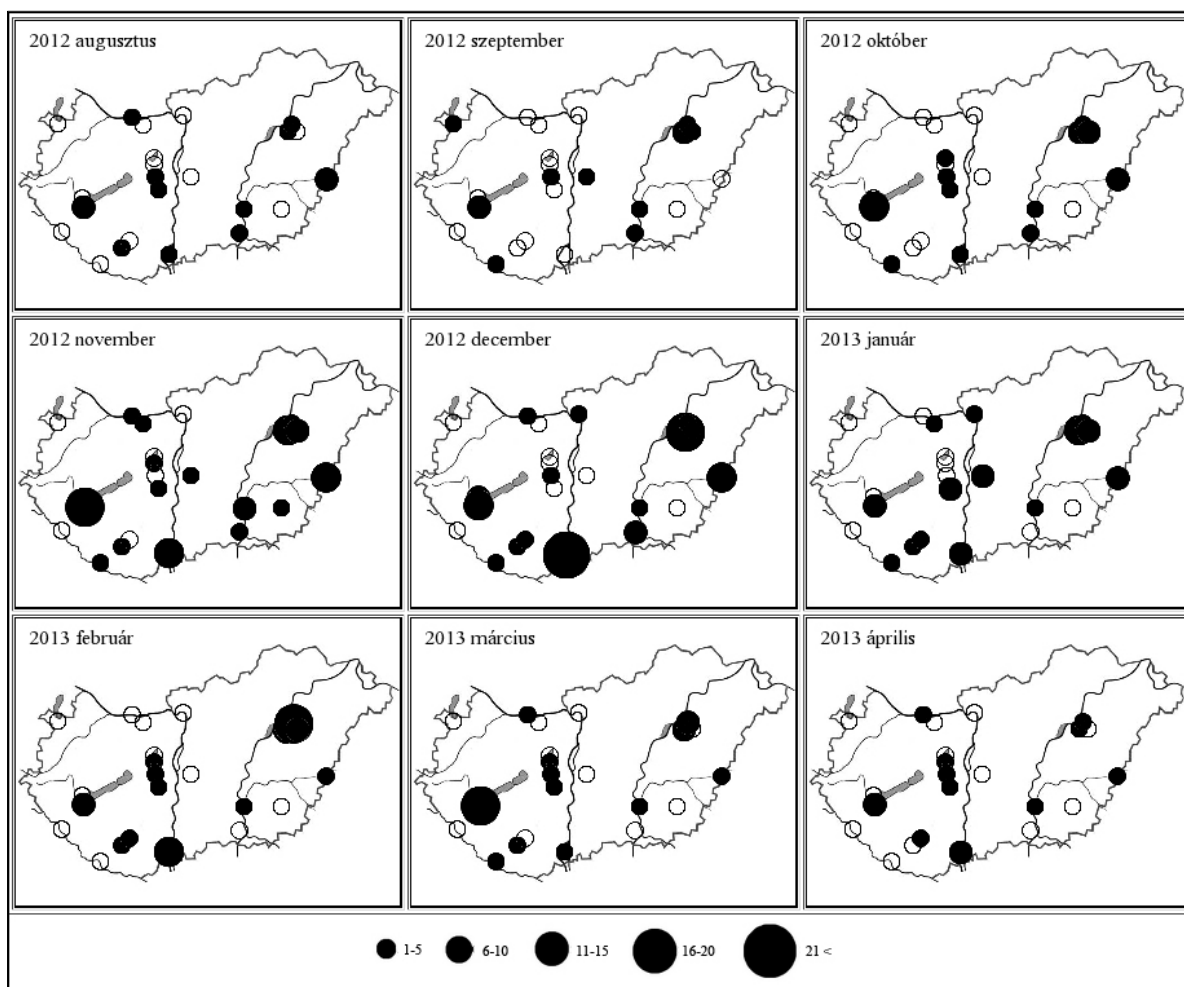 2012 augusztus
2012 szeptember
2012 október
2012 november
2012 december
2013 január
2013 február
2013 március
2013 április
1-5
6-10
11-15
16-20
21 <